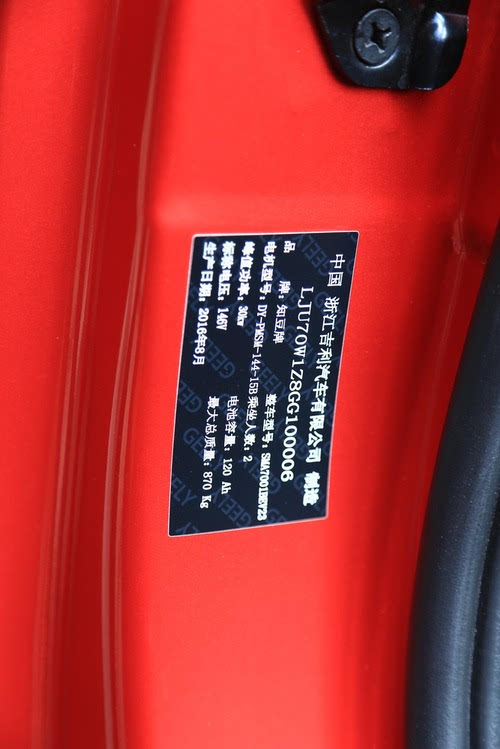 中国 浙江吉利汽车有限公司 制造
LJU70W1Z8GG100006
品 牌: 知豆牌 整车型号: SMA7001BEV23
电机型号: DY-PMSM-144-15B 乘坐人数: 2
峰值功率: 30kw 电池容量: 120 Ah
标称电压: 146V 最大总质量: 870 Kg
生产日期: 2016年8月